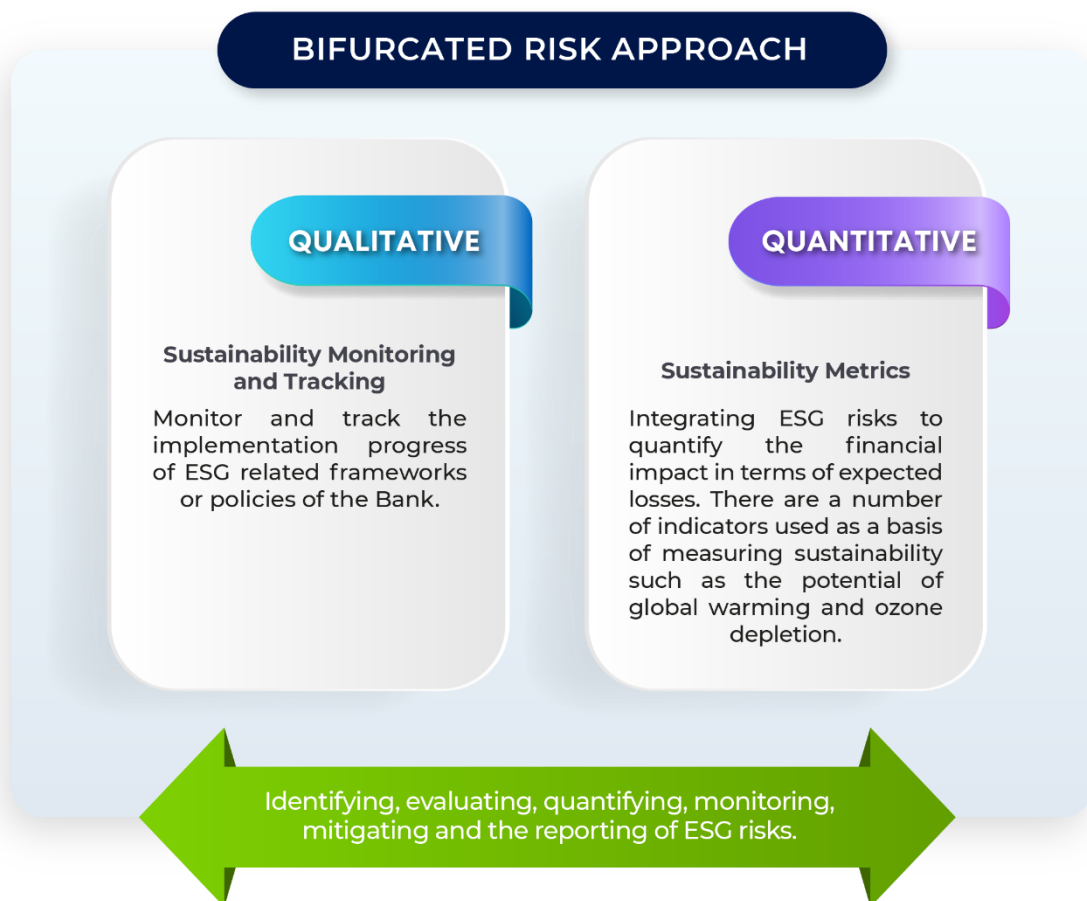 BIFURCATED RISK APPROACH
QUALITATIVE
Sustainability Monitoring
and Tracking
Monitor and track the
implementation progress
of ESG related frameworks
or policies of the Bank.
QUANTITATIVE
Sustainability Metrics
Integrating ESG risks to
quantify the financial
impact in terms of expected
losses. There are a number
of indicators used as a basis
of measuring sustainability
such as the potential of
global warming and ozone
depletion.
Identifying, evaluating, quantifying, monitoring,
mitigating and the reporting of ESG risks.